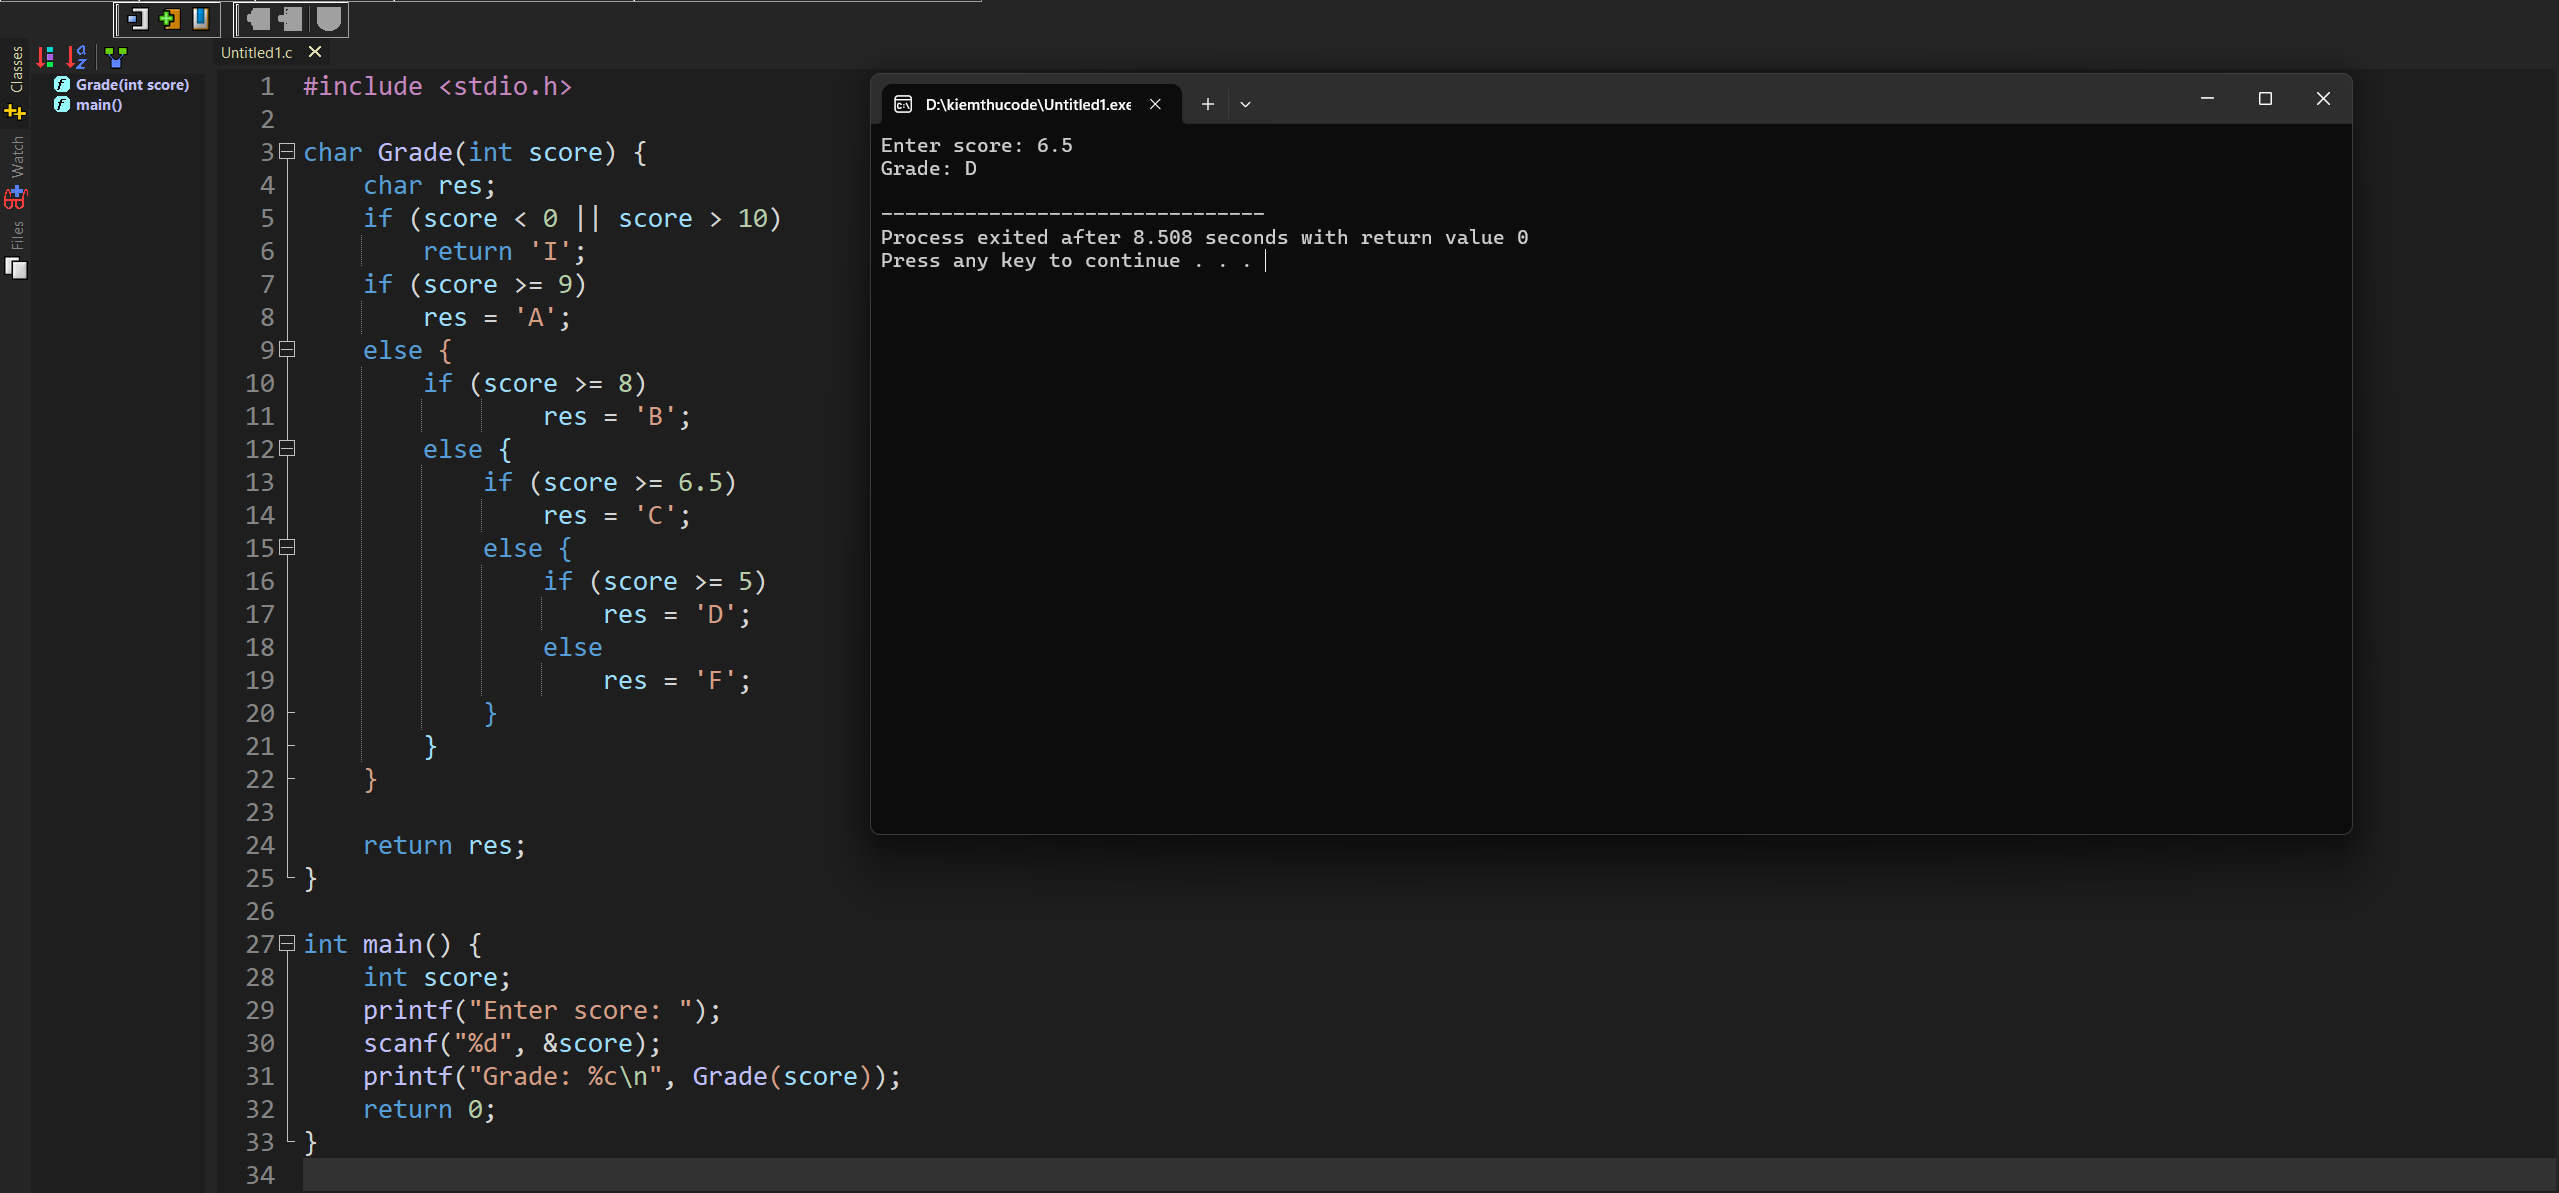 Classes
Watch
Files
Grade(int score)
main()
Untitled1.c
1 #include <stdio.h>
2
3 char Grade(int score) {
4     char res;
5     if (score < 0 || score > 10)
6         return 'I';
7     if (score >= 9)
8         res = 'A';
9     else {
10         if (score >= 8)
11                 res = 'B';
12         else {
13             if (score >= 6.5)
14                 res = 'C';
15             else {
16                 if (score >= 5)
17                     res = 'D';
18                 else
19                     res = 'F';
20             }
21         }
22     }
23
24     return res;
25 }
26
27 int main() {
28     int score;
29     printf("Enter score: ");
30     scanf("%d", &score);
31     printf("Grade: %c\n", Grade(score));
32     return 0;
33 }
34
D:\kiemthucode\Untitled1.exe
Enter score: 6.5
Grade: D
--------------------------------
Process exited after 8.508 seconds with return value 0
Press any key to continue . . .